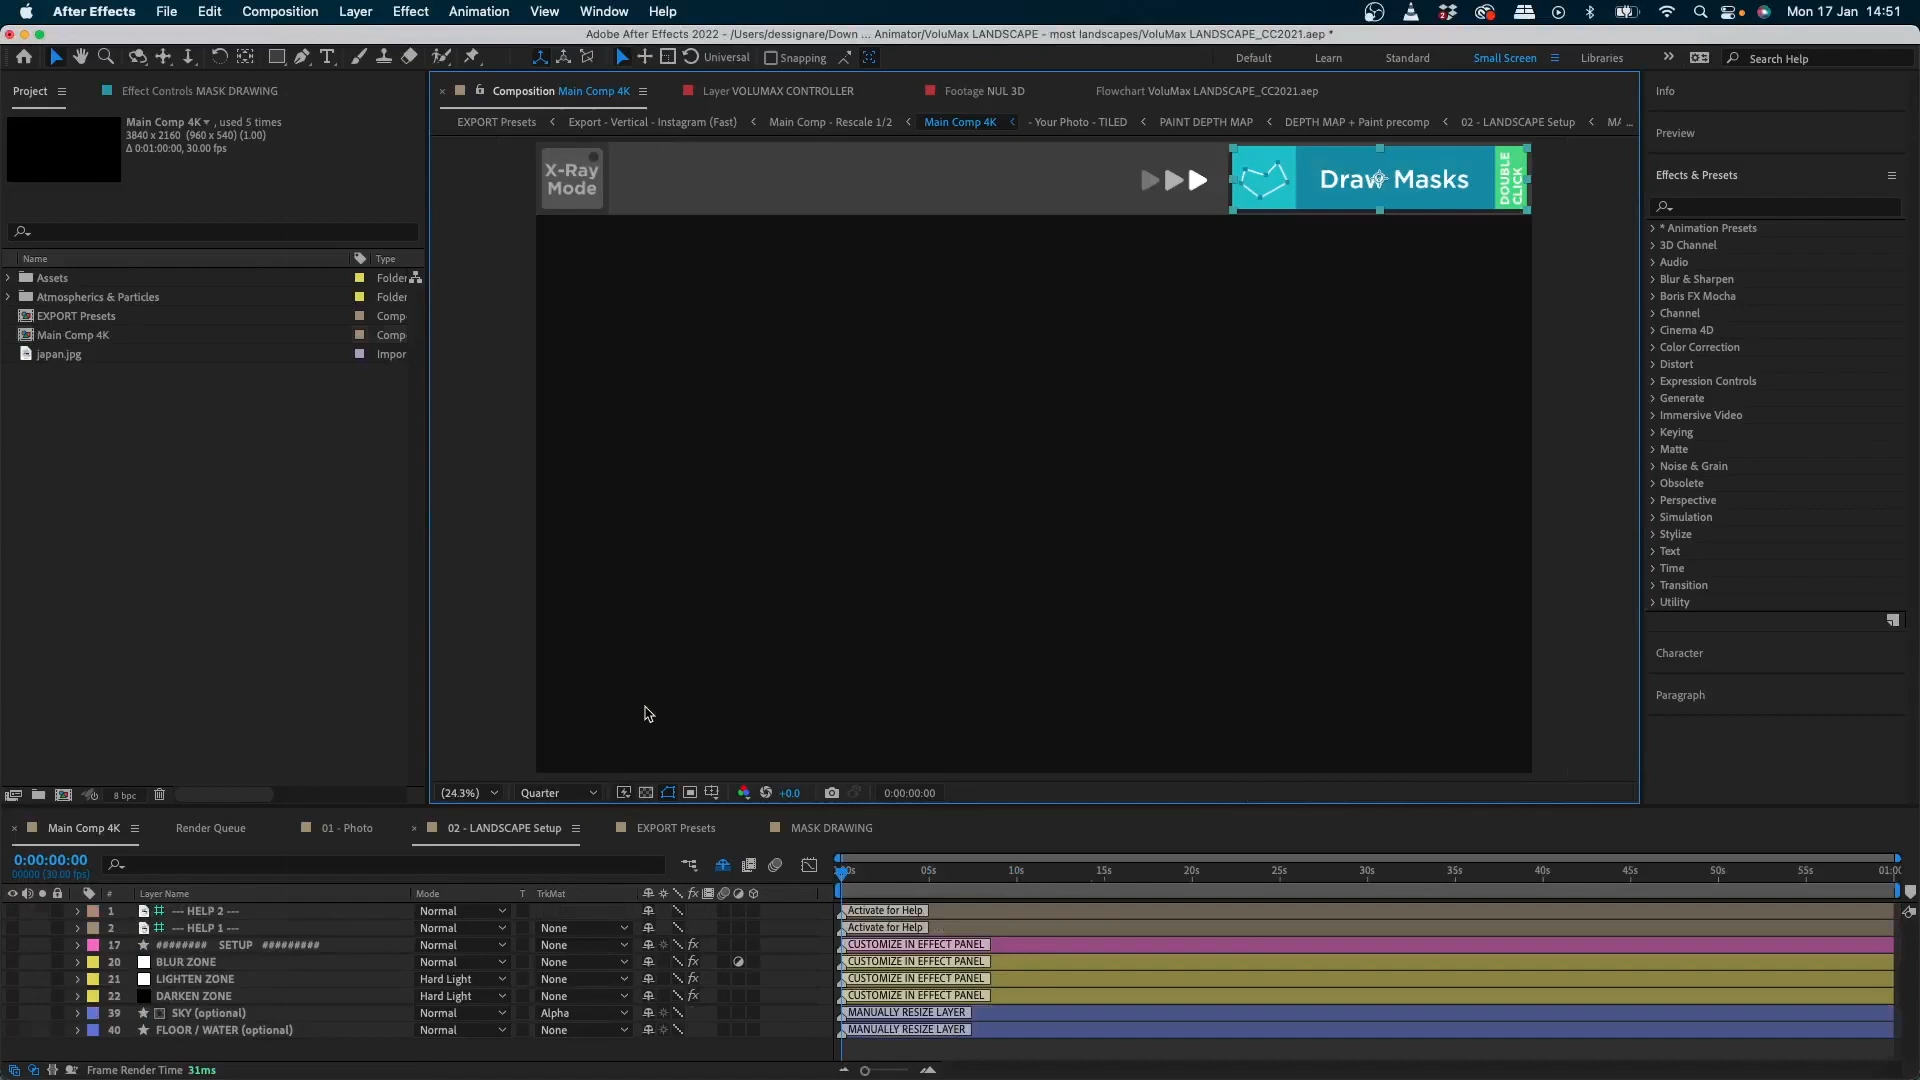 After Effects File Edit Composition Layer Effect Animation View Window Help Mon 17 Jan 14:51
Adobe After Effects 2022 - /Users/dessignare/Down ... Animator/VoluMax LANDSCAPE - most landscapes/VoluMax LANDSCAPE_CC2021.aep *
Universal Snapping Default Learn Standard Small Screen Libraries Search Help
Project Effect Controls MASK DRAWING Composition Main Comp 4K Layer VOLUMAX CONTROLLER Footage NUL 3D Flowchart VoluMax LANDSCAPE_CC2021.aep Info
Main Comp 4K , used 5 times
3840 x 2160 (960 x 540) (1.00)
Δ 0:01:00:00, 30.00 fps
EXPORT Presets Export - Vertical - Instagram (Fast) Main Comp - Rescale 1/2 Main Comp 4K - Your Photo - TILED PAINT DEPTH MAP DEPTH MAP + Paint precomp 02 - LANDSCAPE Setup
X-Ray
Mode
Draw Masks
DOUBLE
CLICK
Preview
Effects & Presets
* Animation Presets
3D Channel
Audio
Blur & Sharpen
Boris FX Mocha
Channel
Cinema 4D
Color Correction
Distort
Expression Controls
Generate
Immersive Video
Keying
Matte
Noise & Grain
Obsolete
Perspective
Simulation
Stylize
Text
Time
Transition
Utility
Character
Paragraph
Name Type
Assets Folder
Atmospherics & Particles Folder
EXPORT Presets Comp
Main Comp 4K Comp
japan.jpg Impor
8 bpc
(24.3%) Quarter +0.0 0:00:00:00
Main Comp 4K Render Queue 01 - Photo 02 - LANDSCAPE Setup EXPORT Presets MASK DRAWING
0:00:00:00
00000 (30.00 fps)
05s 10s 15s 20s 25s 30s 35s 40s 45s 50s 55s
# Layer Name Mode T TrkMat
1 --- HELP 2 --- Normal Activate for Help
2 --- HELP 1 --- Normal None Activate for Help
17 ######## SETUP ######### Normal None CUSTOMIZE IN EFFECT PANEL
20 BLUR ZONE Normal None CUSTOMIZE IN EFFECT PANEL
21 LIGHTEN ZONE Hard Light None CUSTOMIZE IN EFFECT PANEL
22 DARKEN ZONE Hard Light None CUSTOMIZE IN EFFECT PANEL
39 SKY (optional) Normal Alpha MANUALLY RESIZE LAYER
40 FLOOR / WATER (optional) Normal None MANUALLY RESIZE LAYER
Frame Render Time 31ms